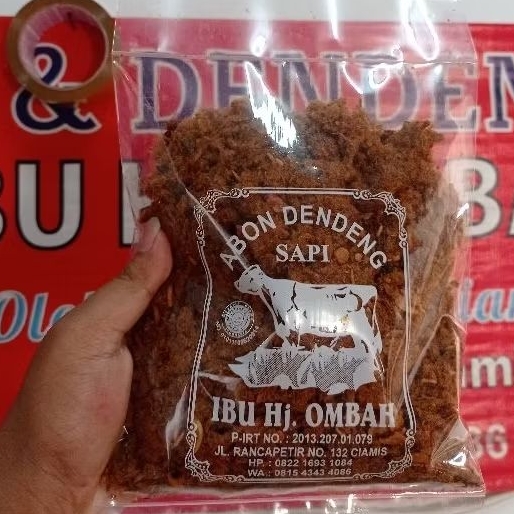 & DENDEN
BU H
ABON DENDENG
SAPI
IBU Hj. OMBAH
P-IRT NO. : 2013.207.01.079
JL. RANCAPETIR NO. 132 CIAMIS
HP. : 0822 1693 1084
WA : 0815 4343 4086